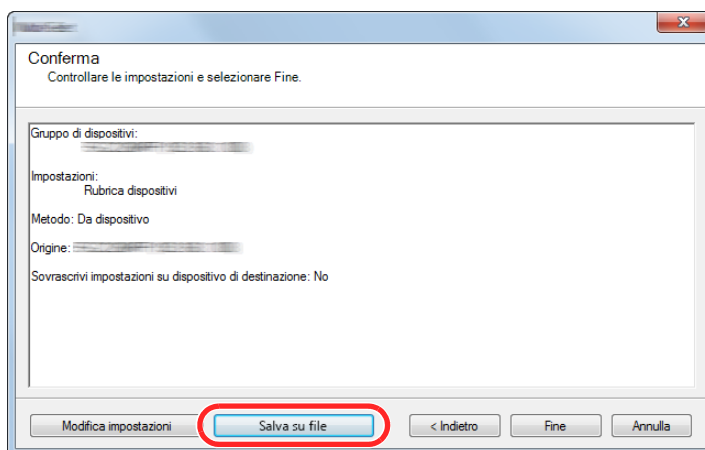 Conferma
Controllare le impostazioni e selezionare Fine.
Gruppo di dispositivi:
Impostazioni:
Rubrica dispositivi
Metodo: Da dispositivo
Origine:
Sovrascrivi impostazioni su dispositivo di destinazione: No
Modifica impostazioni
Salva su file
< Indietro
Fine
Annulla